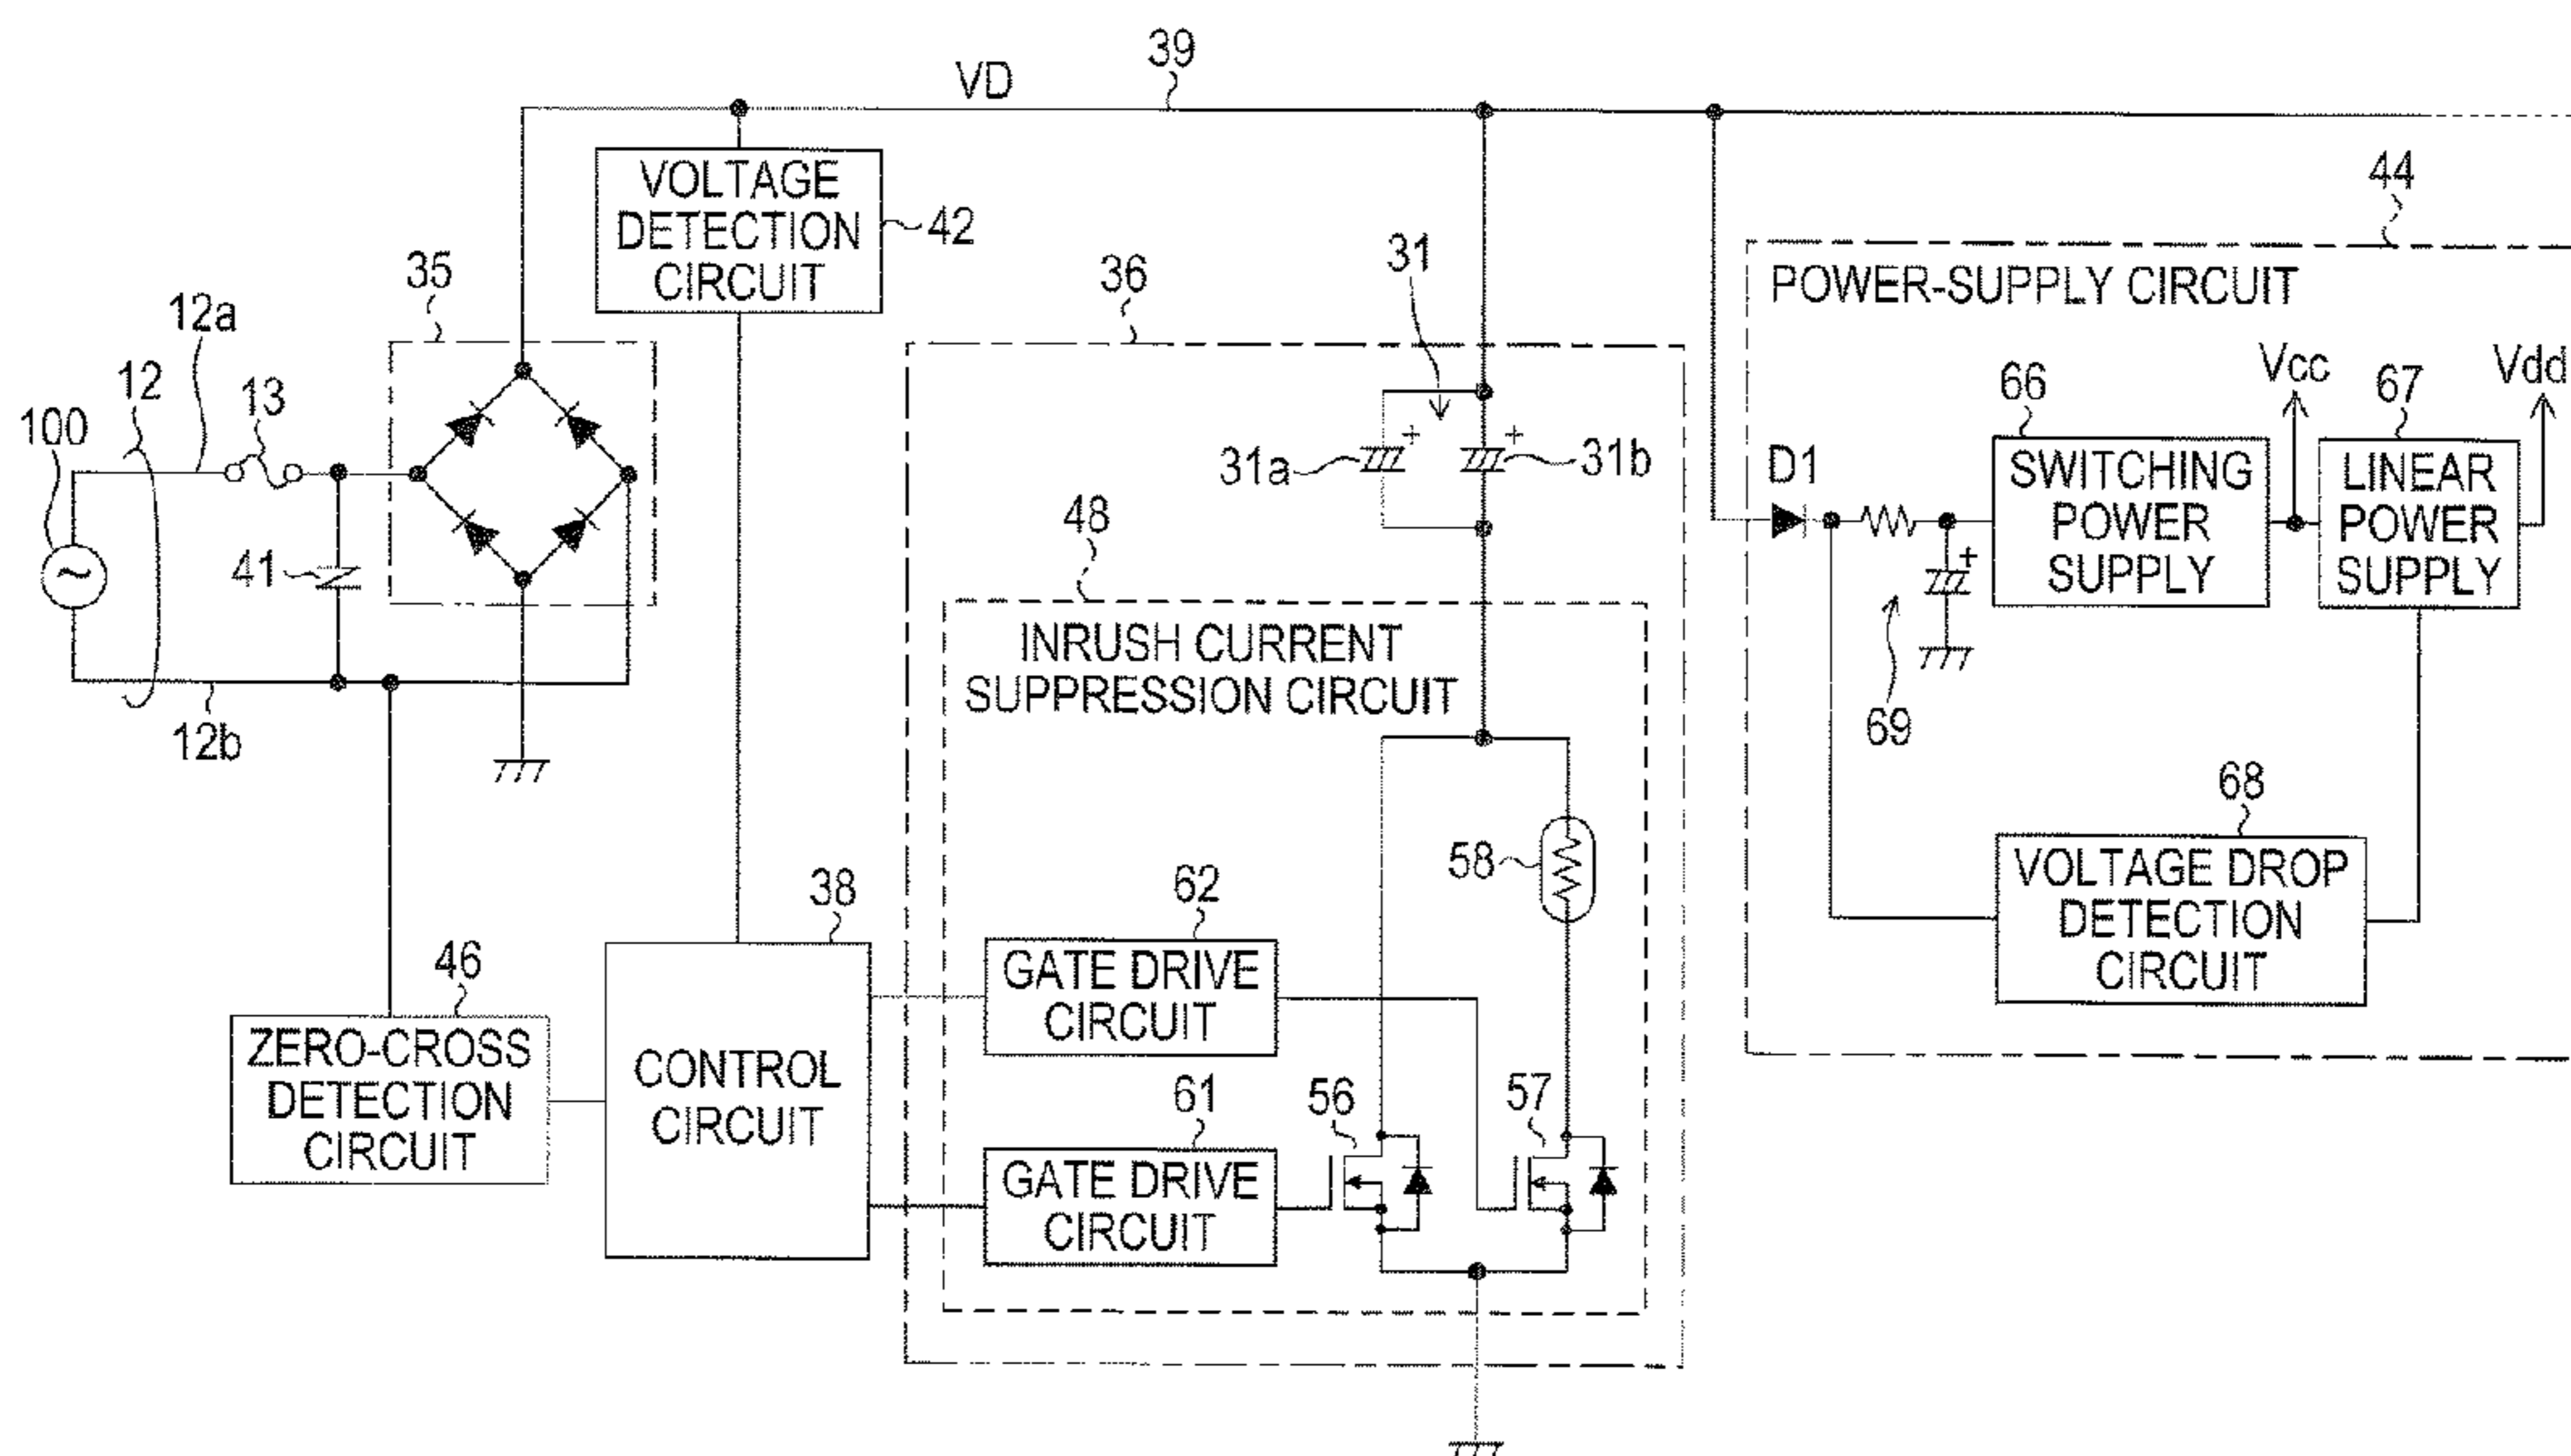 39
VD
44
VOLTAGE
DETECTION
CIRCUIT
42
35
36
31
POWER-SUPPLY CIRCUIT
12a
12
13
100
66
Vcc
67
Vdd
31a
+
+
31b
D1
SWITCHING
POWER
SUPPLY
LINEAR
POWER
SUPPLY
+
41
48
INRUSH CURRENT
SUPPRESSION CIRCUIT
69
12b
68
VOLTAGE DROP
DETECTION
CIRCUIT
58
38
62
GATE DRIVE
CIRCUIT
46
ZERO-CROSS
DETECTION
CIRCUIT
CONTROL
CIRCUIT
61
GATE DRIVE
CIRCUIT
56
57